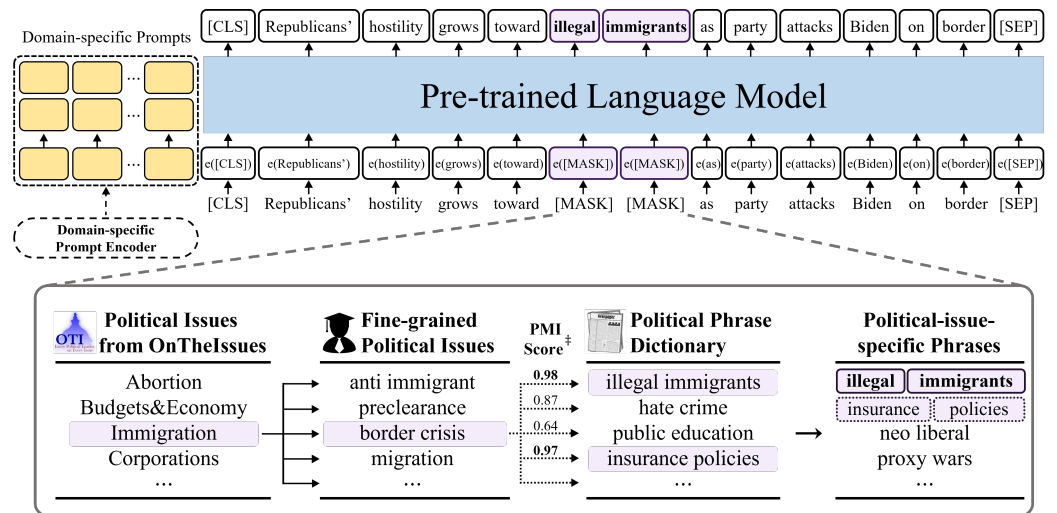 [CLS] Republicans' hostility grows toward illegal immigrants as party attacks Biden on border [SEP]
Domain-specific Prompts
...
...
...
Pre-trained Language Model
e([CLS]) e(Republicans') e(hostility) e(grows) e(toward) e([MASK]) e([MASK]) e(as) e(party) e(attacks) e(Biden) e(on) e(border) e([SEP])
[CLS] Republicans' hostility grows toward [MASK] [MASK] as party attacks Biden on border [SEP]
Domain-specific
Prompt Encoder
OTI
Political Issues
from OnTheIssues
Abortion
Budgets&Economy
Immigration
Corporations
...
Fine-grained
Political Issues
anti immigrant
preclearance
border crisis
migration
...
PMI
Score‡
0.98
0.87
0.64
0.97
Political Phrase
Dictionary
illegal immigrants
hate crime
public education
insurance policies
...
Political-issue-
specific Phrases
illegal immigrants
insurance policies
neo liberal
proxy wars
...